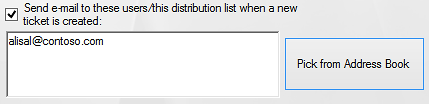 Send e-mail to these users/this distribution list when a new
ticket is created:
alisal@contoso.com
Pick from Address Book